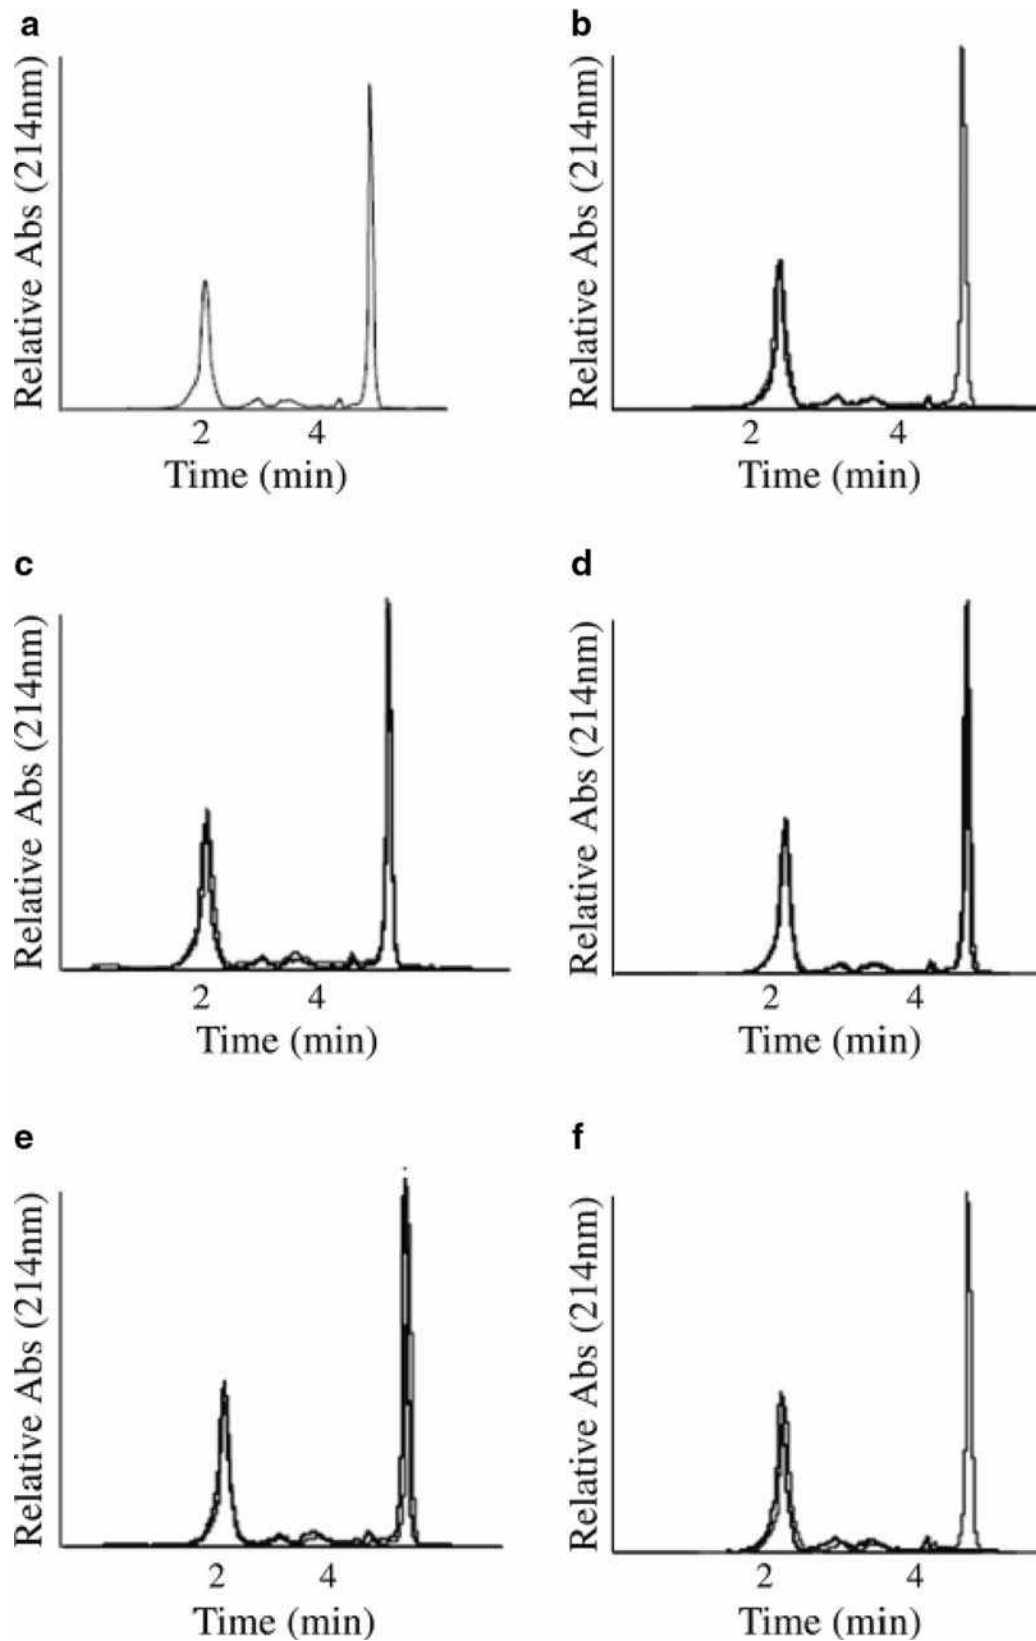 a
Relative Abs (214nm)
2 4
Time (min)
b
Relative Abs (214nm)
2 4
Time (min)
c
Relative Abs (214nm)
2 4
Time (min)
d
Relative Abs (214nm)
2 4
Time (min)
e
Relative Abs (214nm)
2 4
Time (min)
f
Relative Abs (214nm)
2 4
Time (min)